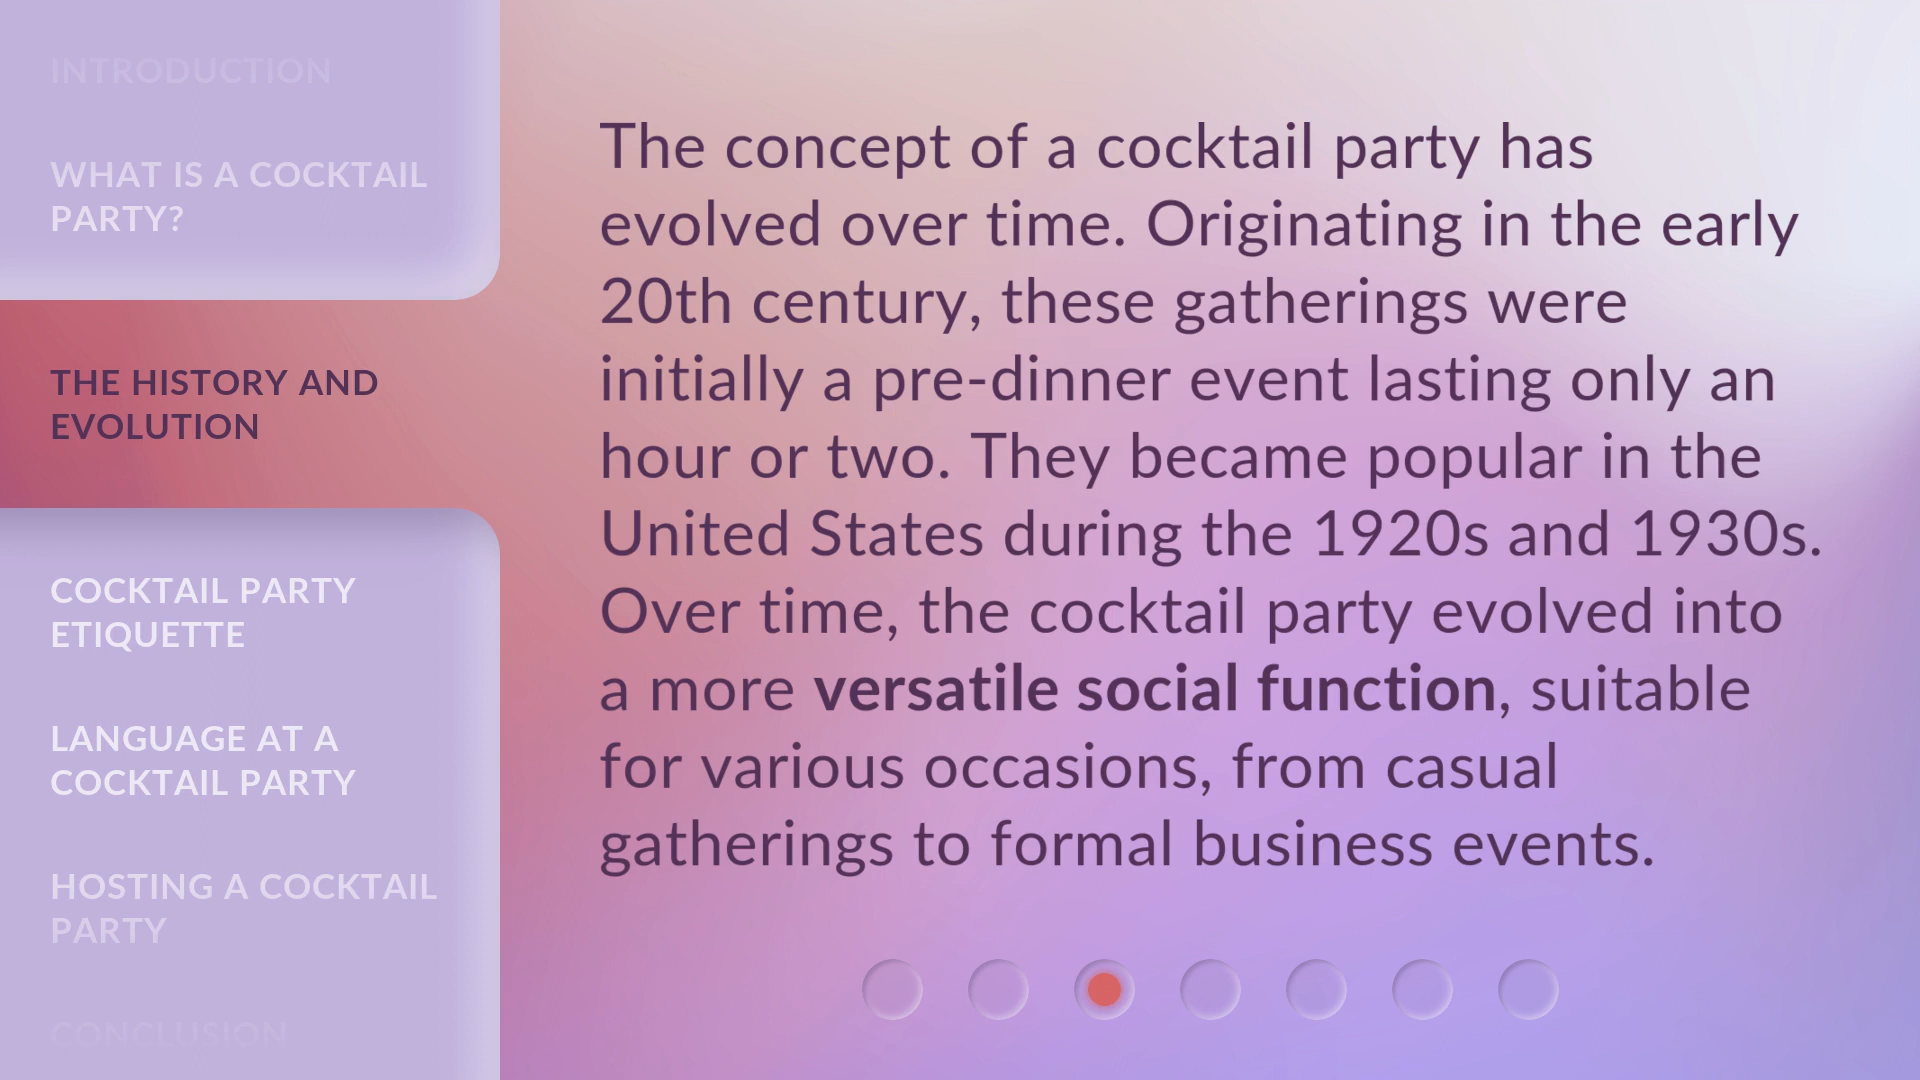 INTRODUCTION
WHAT IS A COCKTAIL
PARTY?
THE HISTORY AND
EVOLUTION
COCKTAIL PARTY
ETIQUETTE
LANGUAGE AT A
COCKTAIL PARTY
HOSTING A COCKTAIL
PARTY
CONCLUSION
The concept of a cocktail party has
evolved over time. Originating in the early
20th century, these gatherings were
initially a pre-dinner event lasting only an
hour or two. They became popular in the
United States during the 1920s and 1930s.
Over time, the cocktail party evolved into
a more versatile social function, suitable
for various occasions, from casual
gatherings to formal business events.